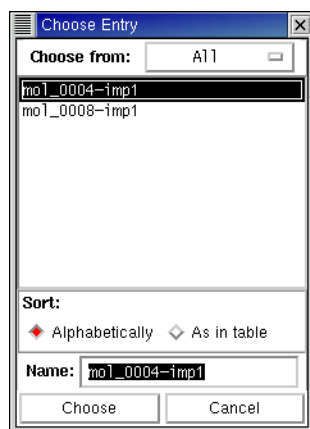 Choose Entry
Choose from: All
mol_0004-imp1
mol_0008-imp1
Sort:
Alphabetically As in table
Name: mol_0004-imp1
Choose Cancel